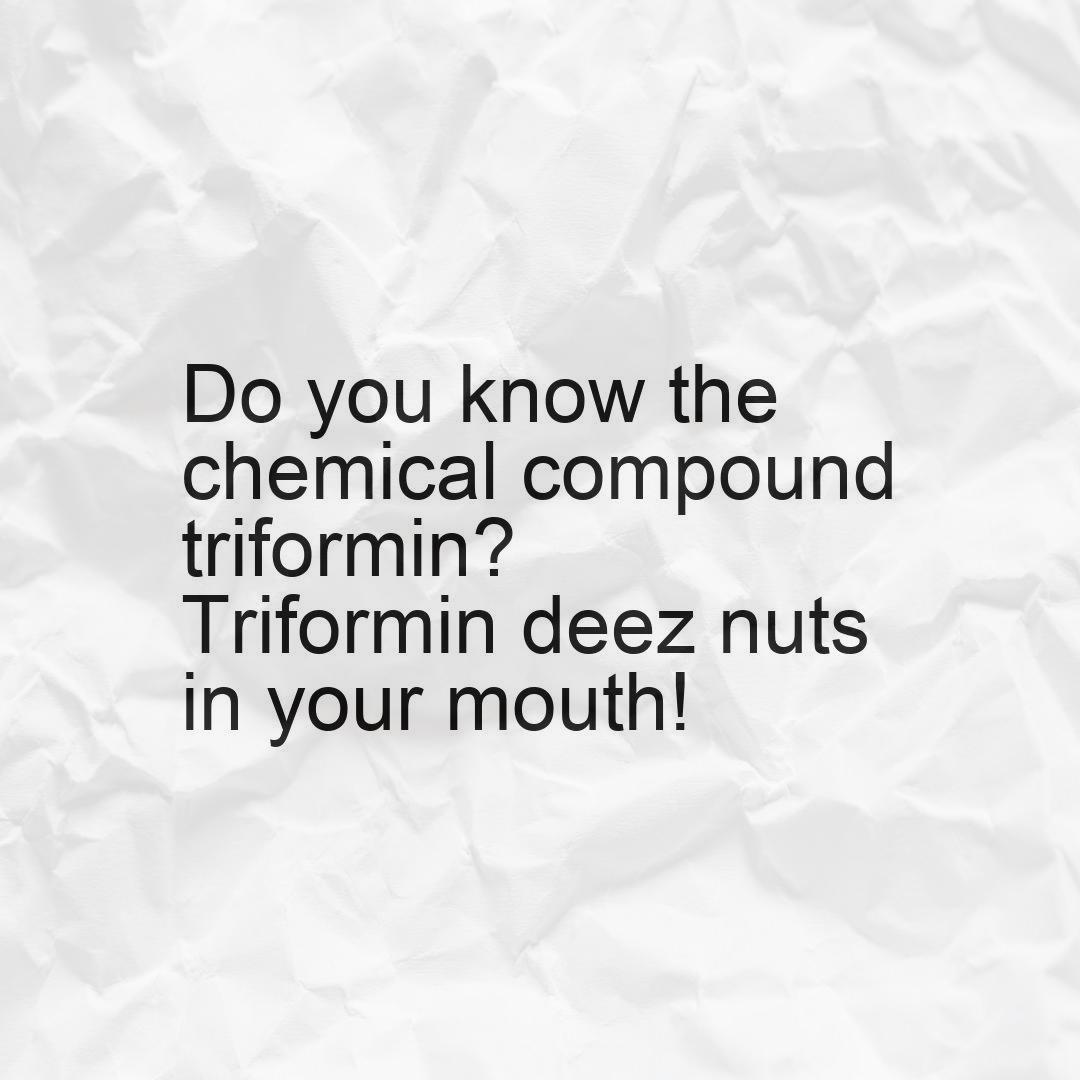 Do you know the
chemical compound
triformin?
Triformin deez nuts
in your mouth!